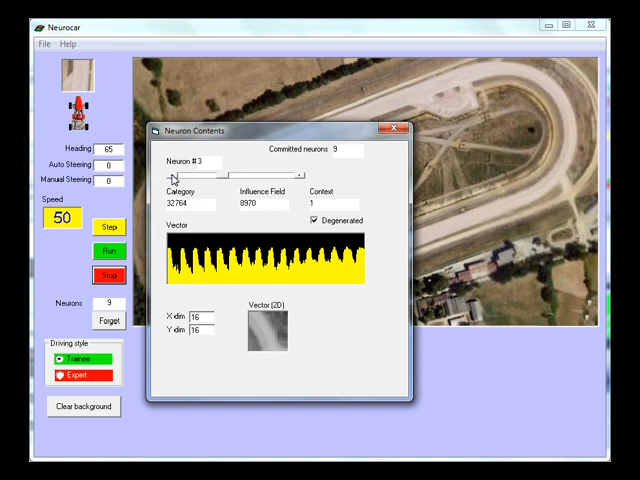 Neurocar
File Help
Neuron Contents
Committed neurons 9
Neuron # 3
Heading 65
Auto Steering 0
Manual Steering 0
Category Influence Field Context
32764 8970 1
Speed
50
Degenerated
Step
Vector
Run
Stop
Neurons 9
Forget
Vector (2D)
X dim 16
Y dim 16
Driving style
Trainee
Expert
Clear background